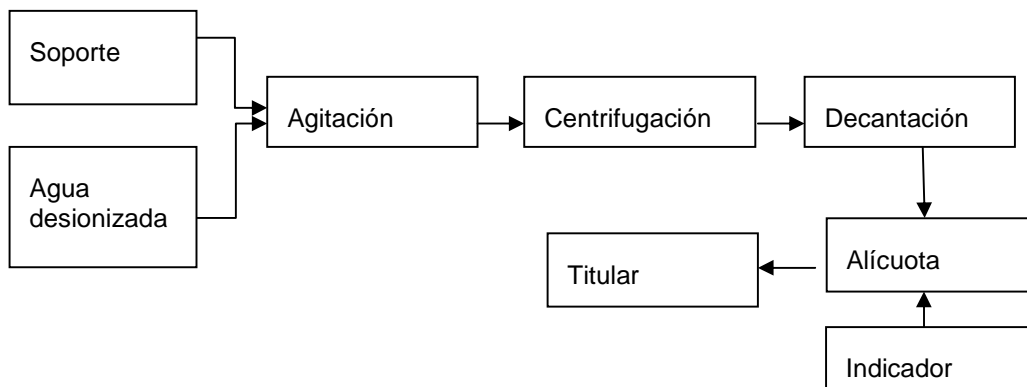 Soporte
Agitación
Centrifugación
Decantación
Agua
desionizada
Titular
Alícuota
Indicador